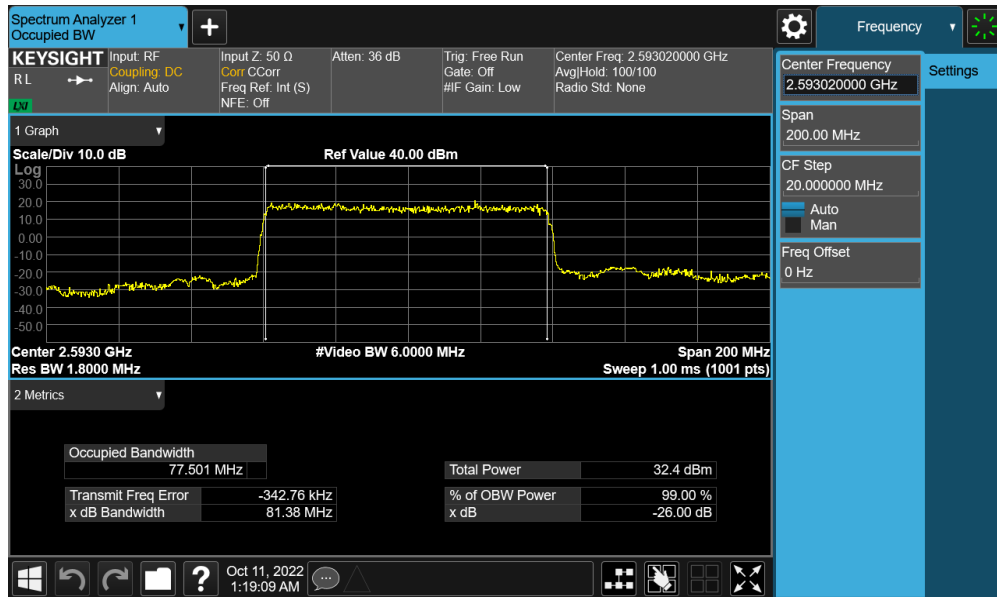 Spectrum Analyzer 1
Occupied BW
+
Frequency
KEYSIGHT
R L
LXI
Input: RF
Coupling: DC
Align: Auto
Input Z: 50 Ω
Corr CCorr
Freq Ref: Int (S)
NFE: Off
Atten: 36 dB
Trig: Free Run
Gate: Off
#IF Gain: Low
Center Freq: 2.593020000 GHz
Avg|Hold: 100/100
Radio Std: None
Center Frequency
2.593020000 GHz
Settings
Span
200.00 MHz
CF Step
20.000000 MHz
Auto
Man
Freq Offset
0 Hz
1 Graph
Scale/Div 10.0 dB
Ref Value 40.00 dBm
Log
30.0
20.0
10.0
0.00
-10.0
-20.0
-30.0
-40.0
-50.0
Center 2.5930 GHz
#Video BW 6.0000 MHz
Span 200 MHz
Res BW 1.8000 MHz
Sweep 1.00 ms (1001 pts)
2 Metrics
Occupied Bandwidth
77.501 MHz
Total Power 32.4 dBm
Transmit Freq Error -342.76 kHz
% of OBW Power 99.00 %
x dB Bandwidth 81.38 MHz
x dB -26.00 dB
?
Oct 11, 2022
1:19:09 AM